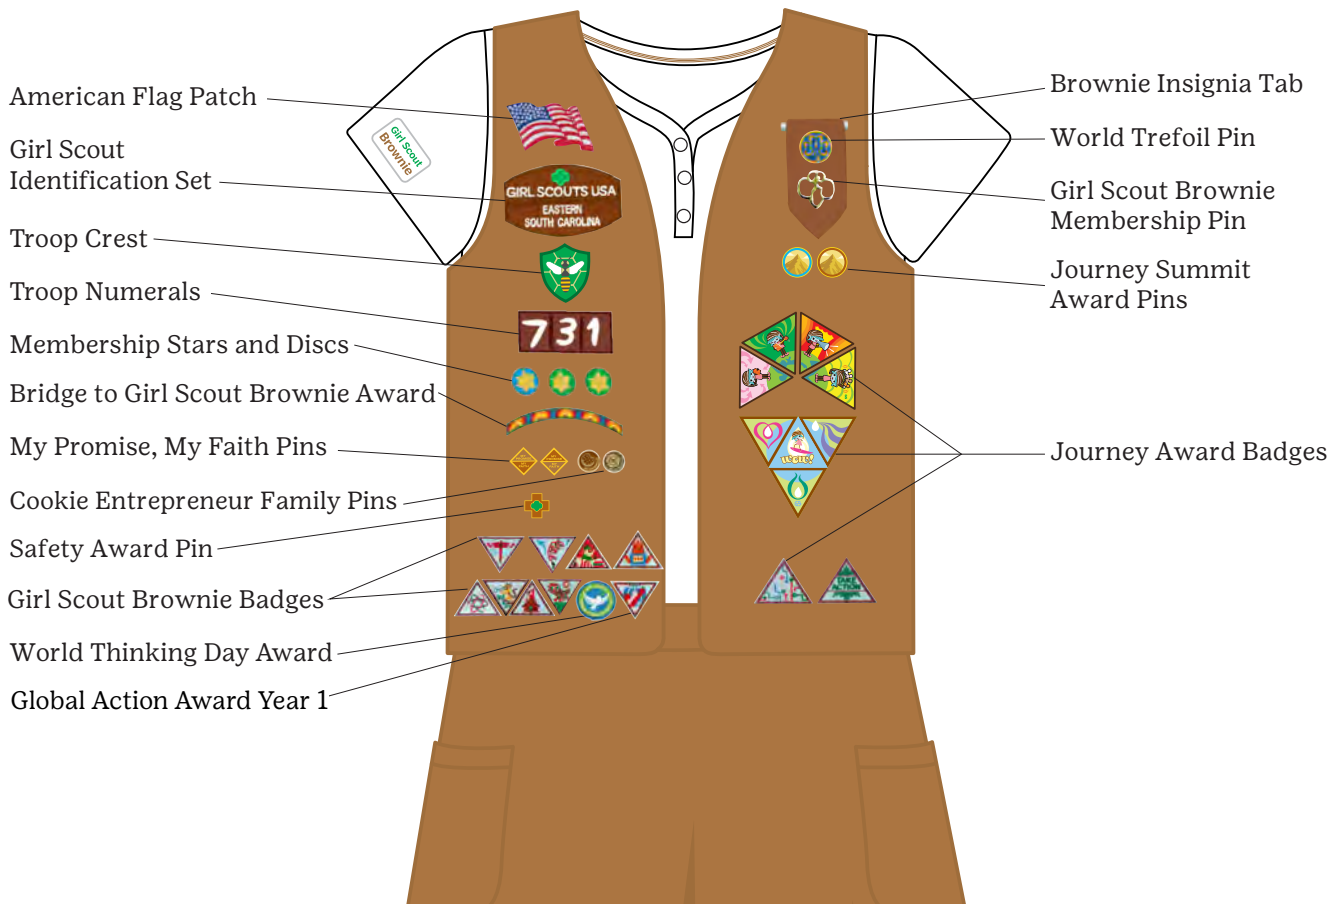 American Flag Patch
Girl Scout
Identification Set
Troop Crest
Troop Numerals
Membership Stars and Discs
Bridge to Girl Scout Brownie Award
My Promise, My Faith Pins
Cookie Entrepreneur Family Pins
Safety Award Pin
Girl Scout Brownie Badges
World Thinking Day Award
Global Action Award Year 1
Girl Scout
Brownie
GIRL SCOUTS USA
EASTERN
SOUTH CAROLINA
731
Brownie Insignia Tab
World Trefoil Pin
Girl Scout Brownie
Membership Pin
Journey Summit
Award Pins
Journey Award Badges
TAKE
ACTION